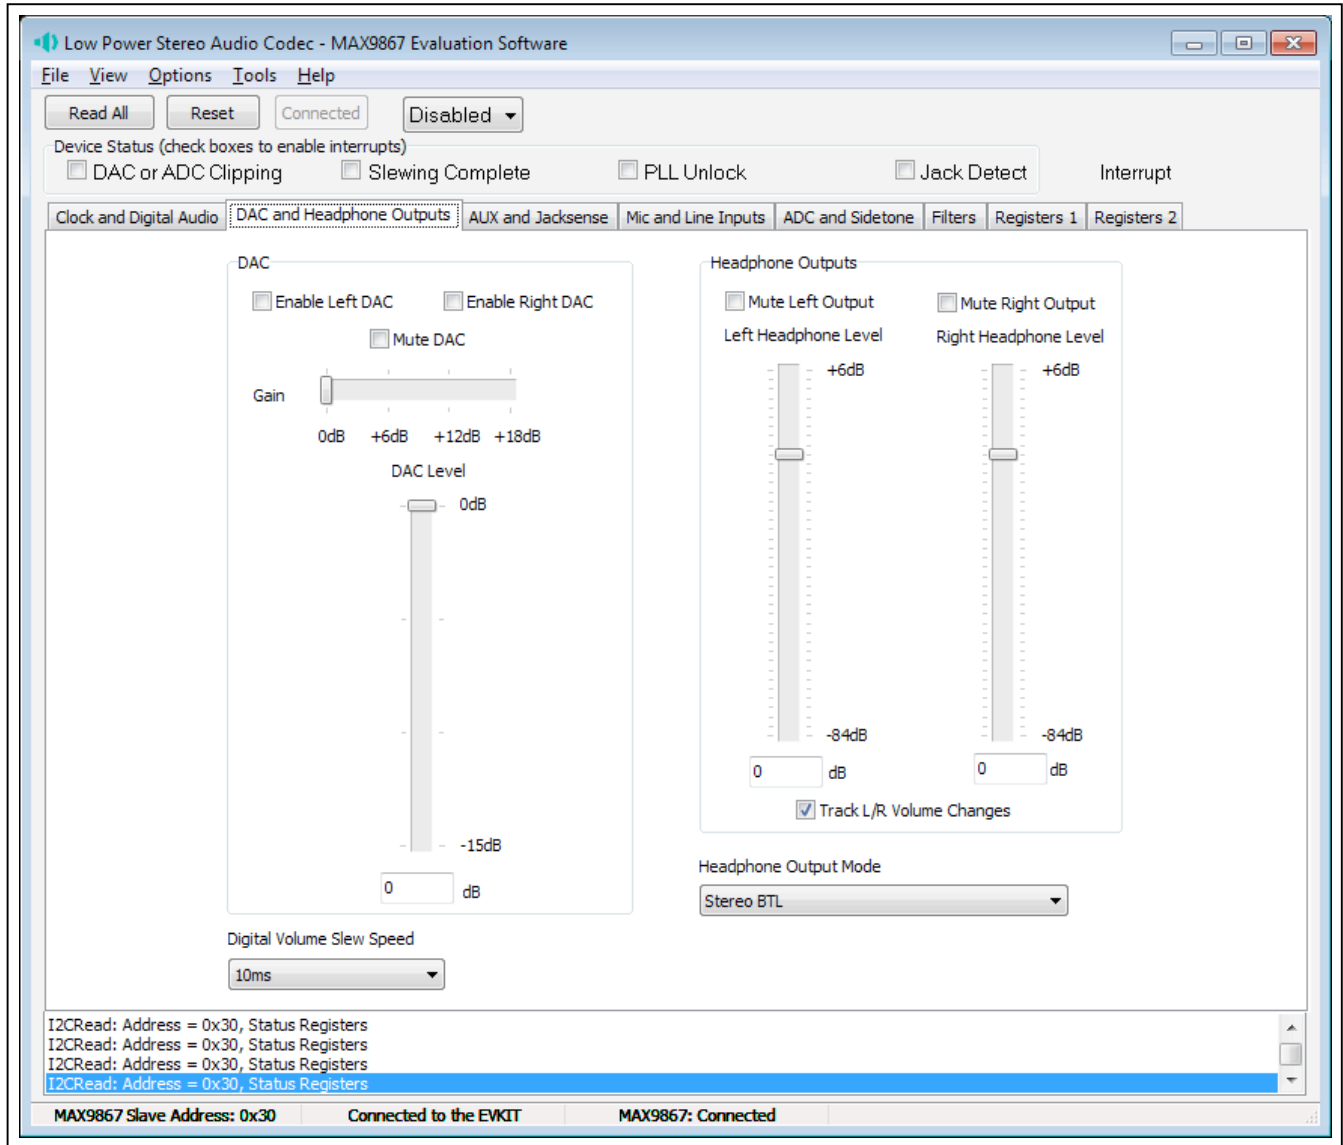 Low Power Stereo Audio Codec - MAX9867 Evaluation Software
File View Options Tools Help
Read All Reset Connected Disabled
Device Status (check boxes to enable interrupts)
DAC or ADC Clipping Slewing Complete PLL Unlock Jack Detect Interrupt
Clock and Digital Audio DAC and Headphone Outputs AUX and Jacksense Mic and Line Inputs ADC and Sidetone Filters Registers 1 Registers 2
DAC
Enable Left DAC Enable Right DAC
Mute DAC
Gain
0dB +6dB +12dB +18dB
DAC Level
0dB
-15dB
0 dB
Digital Volume Slew Speed
10ms
Headphone Outputs
Mute Left Output Mute Right Output
Left Headphone Level Right Headphone Level
+6dB +6dB
-84dB -84dB
0 dB 0 dB
Track L/R Volume Changes
Headphone Output Mode
Stereo BTL
I2CRead: Address = 0x30, Status Registers
I2CRead: Address = 0x30, Status Registers
I2CRead: Address = 0x30, Status Registers
I2CRead: Address = 0x30, Status Registers
MAX9867 Slave Address: 0x30 Connected to the EVKIT MAX9867: Connected